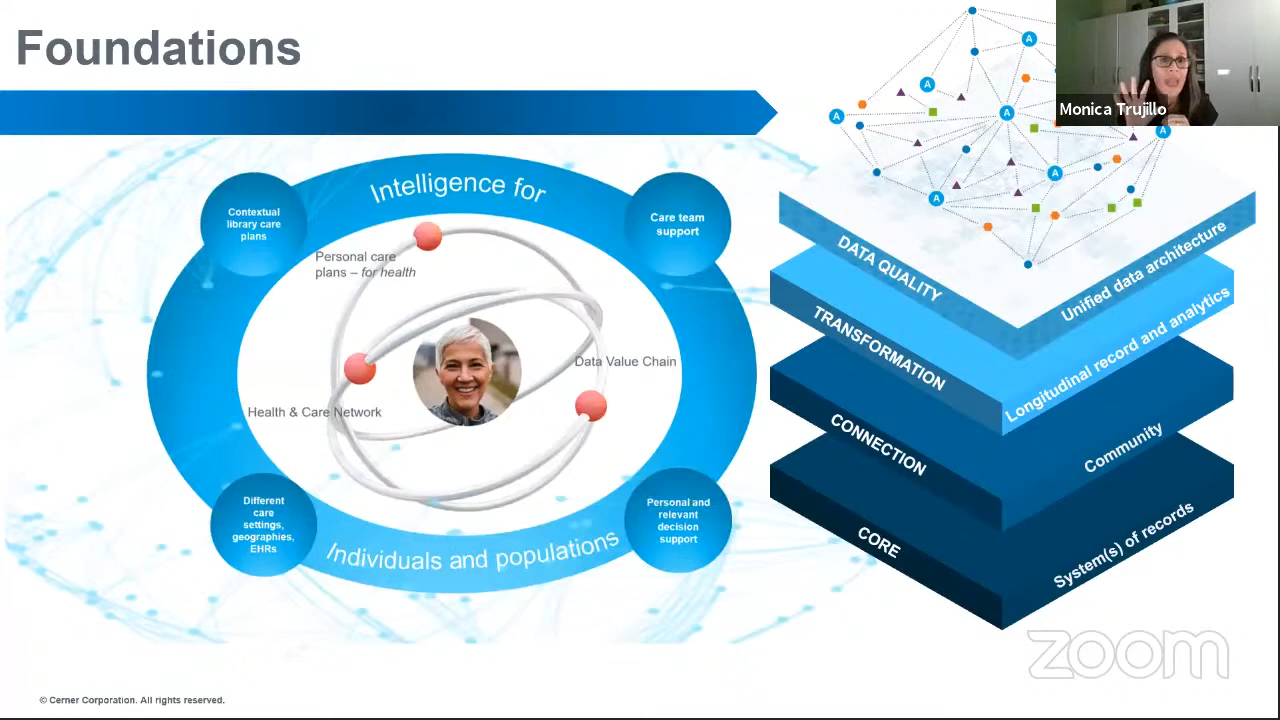 Foundations
Monica Trujillo
Intelligence for
Contextual
library care
plans
Care team
support
Personal care
plans – for health
Data Value Chain
Health & Care Network
Different
care
settings,
geographies,
EHRs
Personal and
relevant
decision
support
Individuals and populations
A
A
A
A
A
A
A
DATA QUALITY
Unified data architecture
TRANSFORMATION
Longitudinal record and analytics
CONNECTION
Community
CORE
System(s) of records
zoom
© Cerner Corporation. All rights reserved.